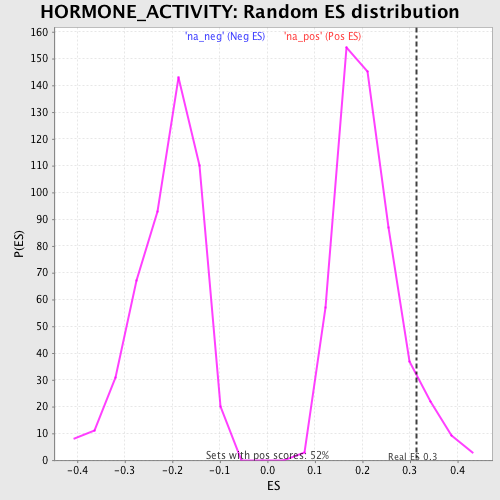 HORMONE_ACTIVITY: Random ES distribution
'na_neg' (Neg ES) 'na_pos' (Pos ES)
160
150
140
130
120
110
100
90
80
70
60
50
40
30
20
10
0
P(ES)
Sets with pos scores: 52%
Real ES 0.3
-0.4 -0.3 -0.2 -0.1 0.0 0.1 0.2 0.3 0.4
ES